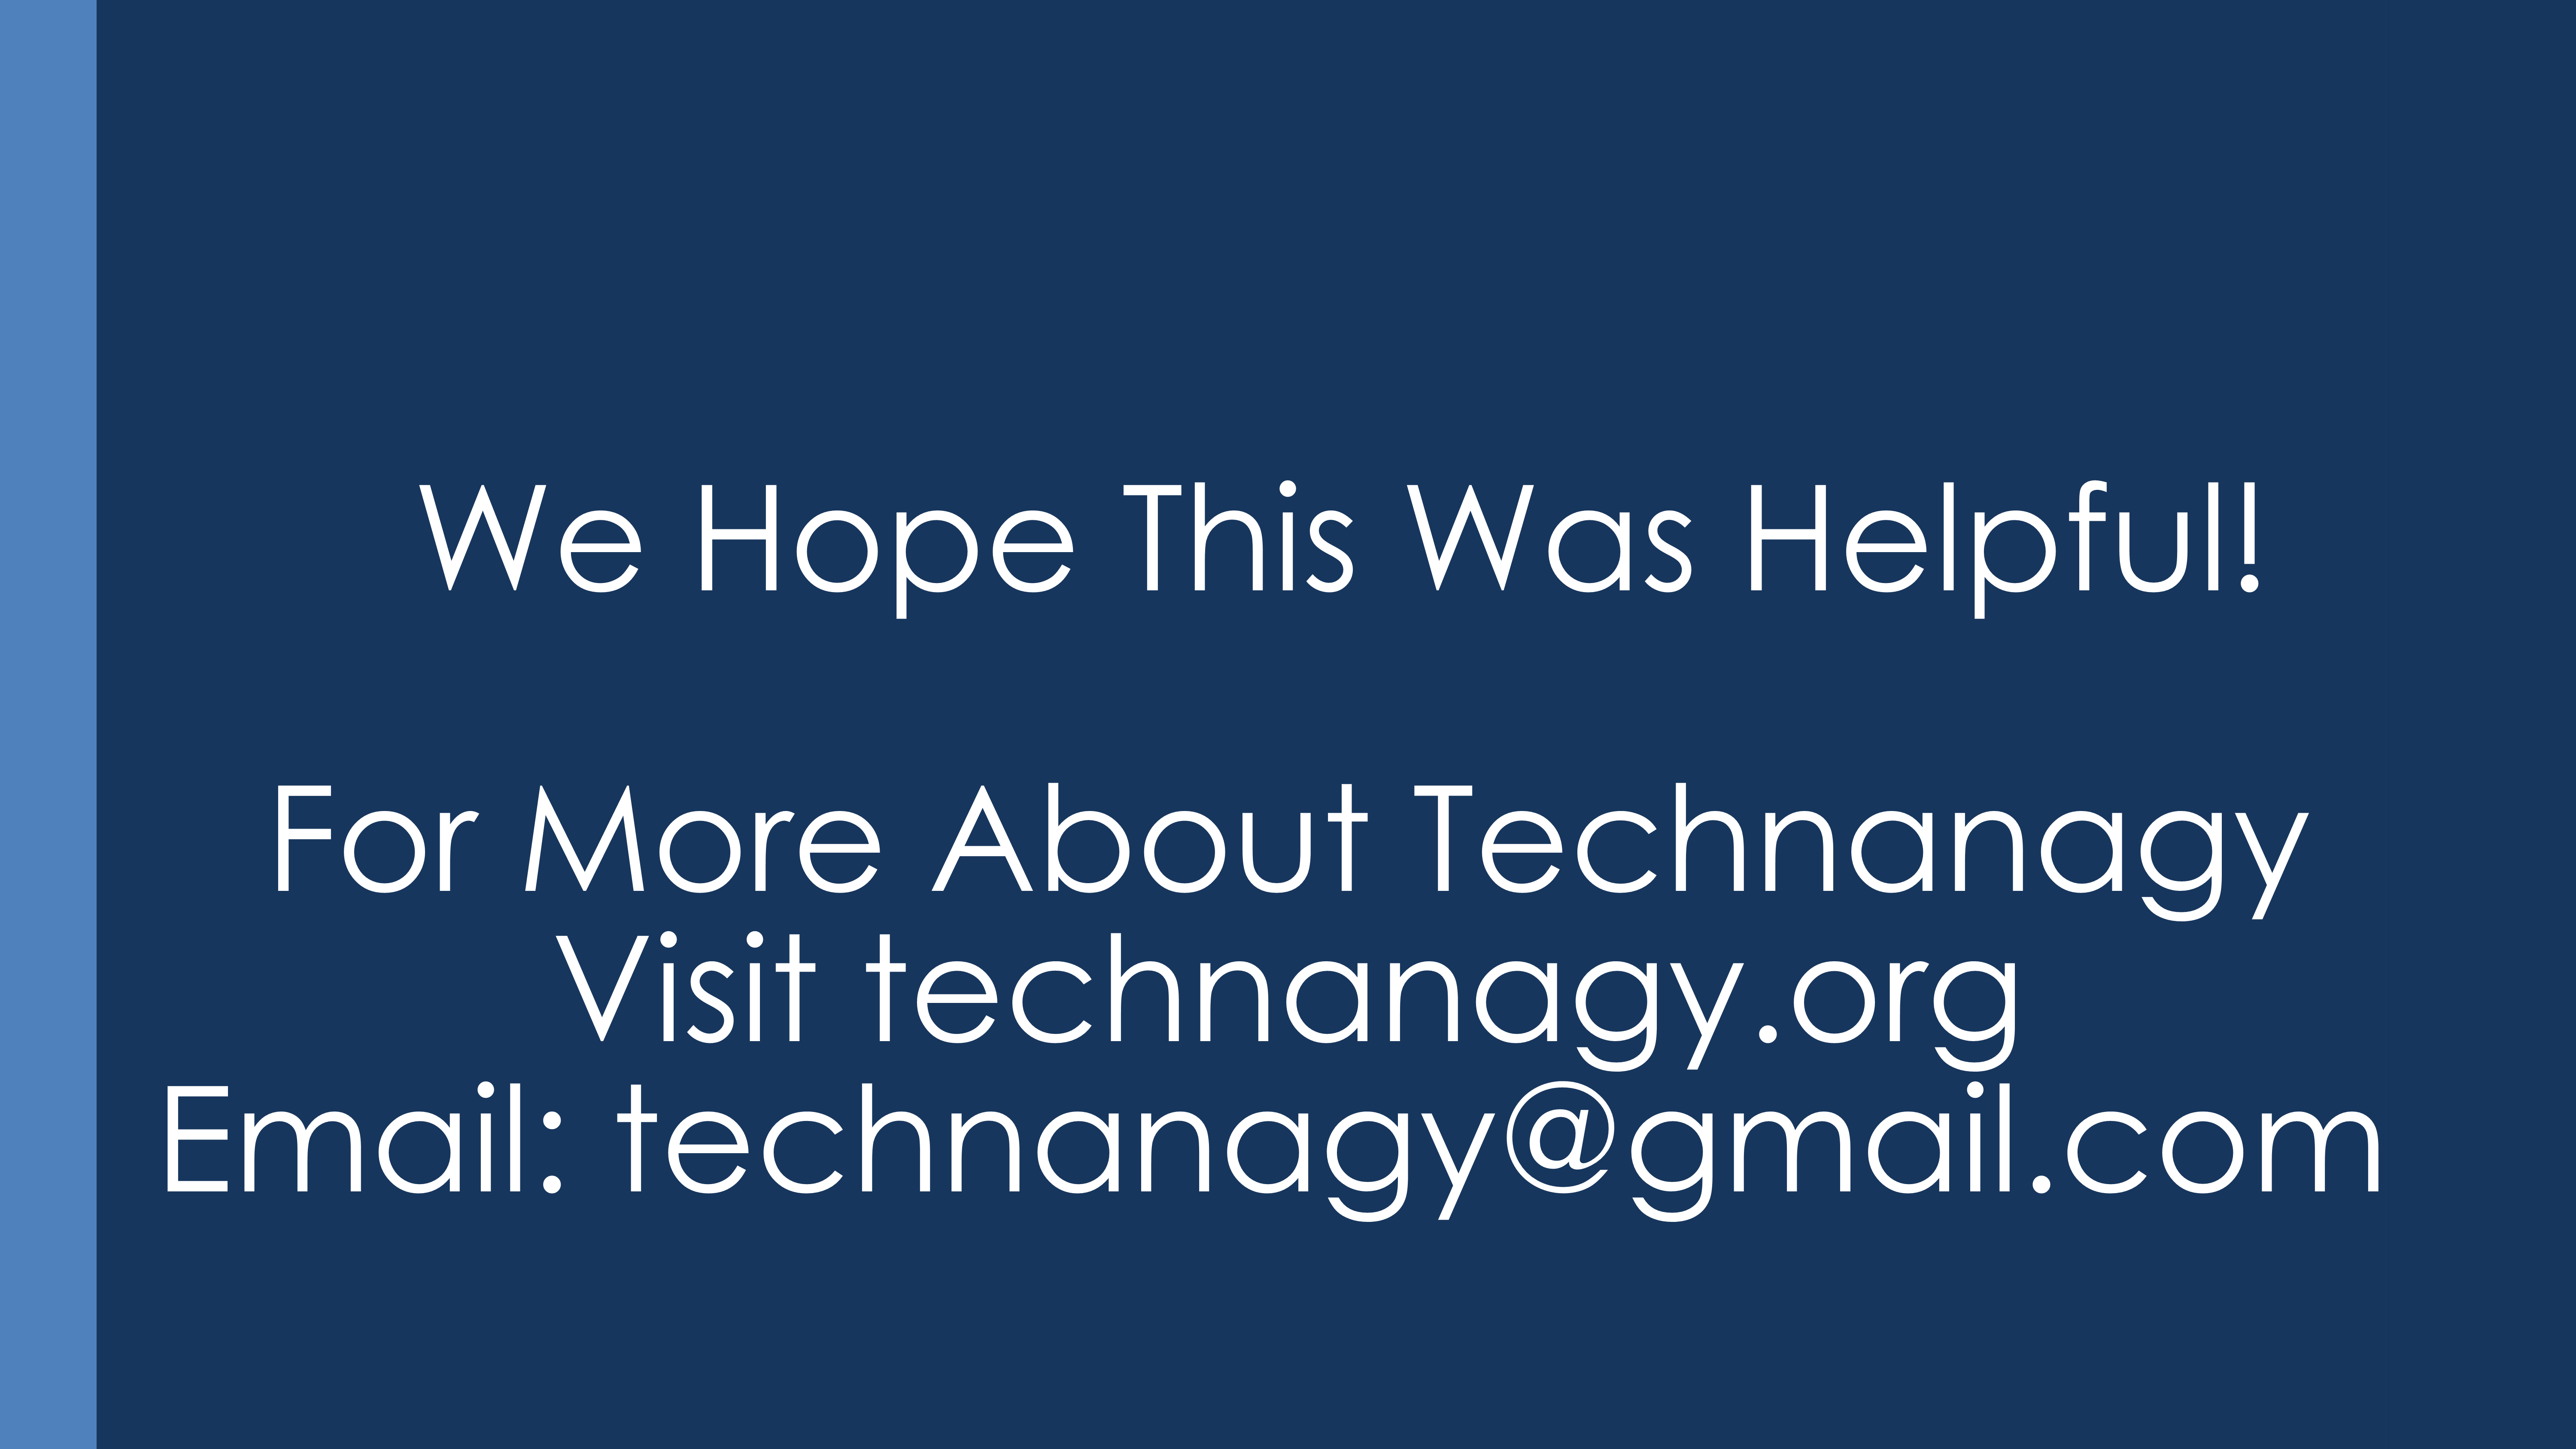 We Hope This Was Helpful!
For More About Technanagy
Visit technanagy.org
Email: technanagy@gmail.com